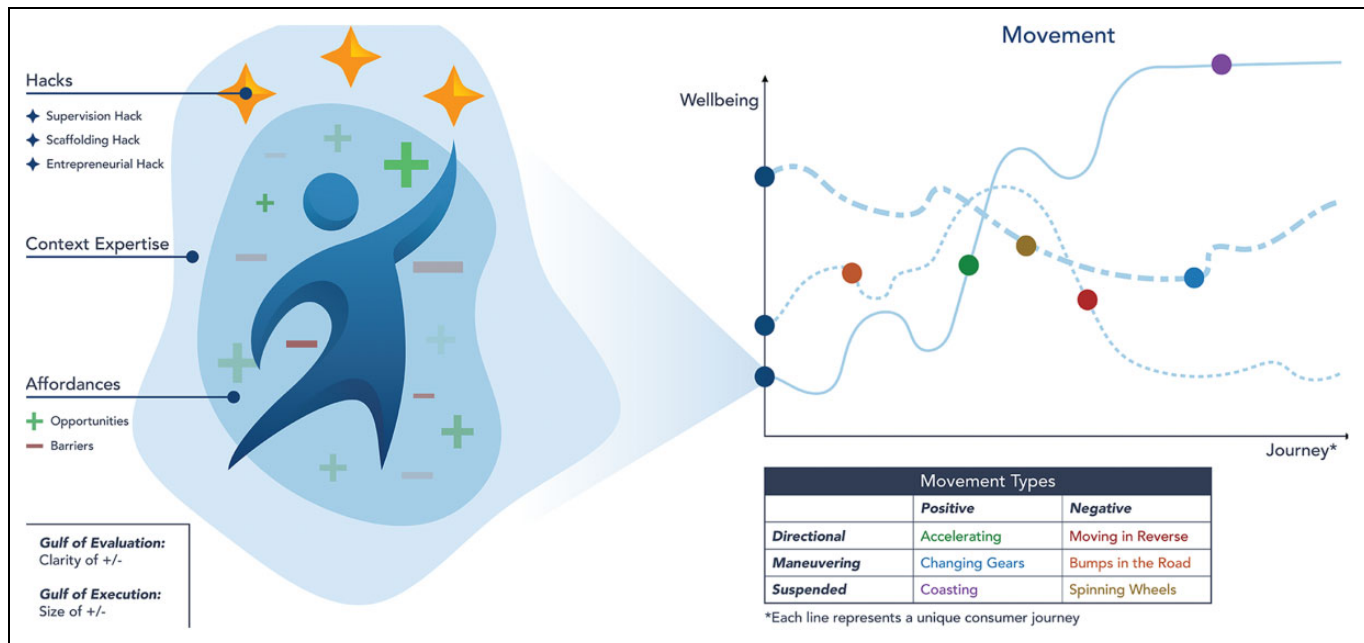 Hacks
Supervision Hack
Scaffolding Hack
Entrepreneurial Hack
Context Expertise
Affordances
Opportunities
Barriers
Gulf of Evaluation:
Clarity of +/-
Gulf of Execution:
Size of +/-
Movement
Wellbeing
Journey*
Movement Types
Positive Negative
Directional Accelerating Moving in Reverse
Maneuvering Changing Gears Bumps in the Road
Suspended Coasting Spinning Wheels
*Each line represents a unique consumer journey